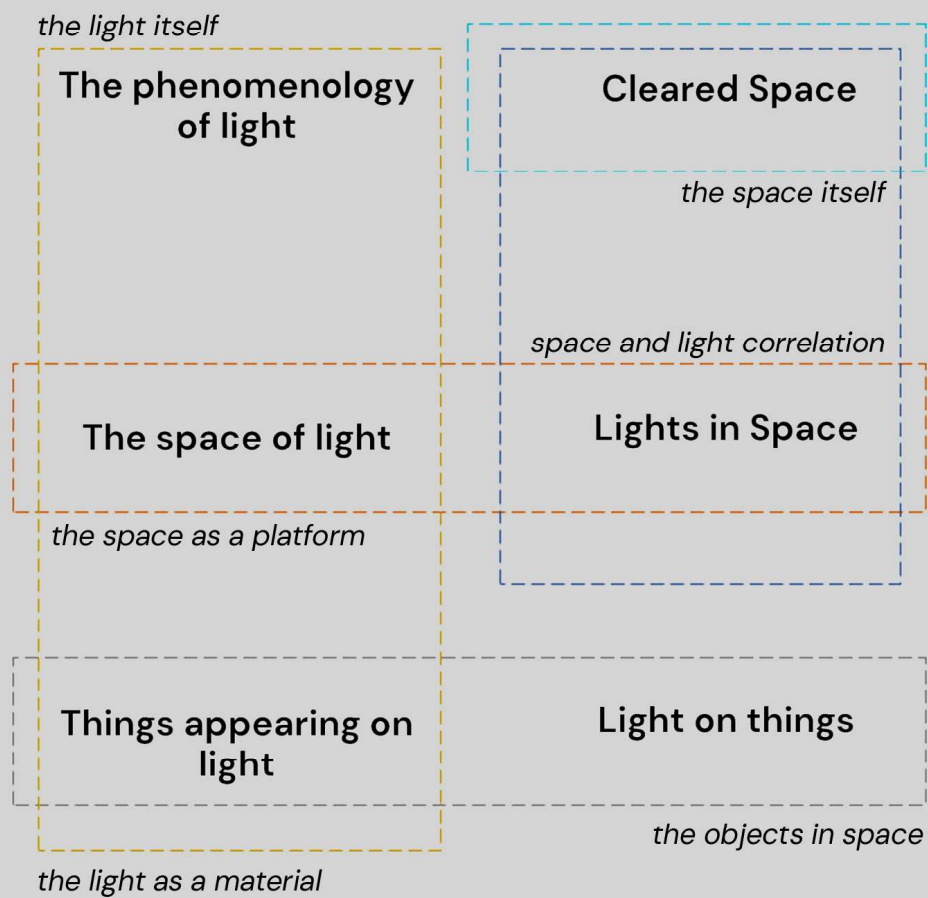 the light itself
The phenomenology
of light
Cleared Space
the space itself
space and light correlation
The space of light
Lights in Space
the space as a platform
Things appearing on
light
Light on things
the objects in space
the light as a material